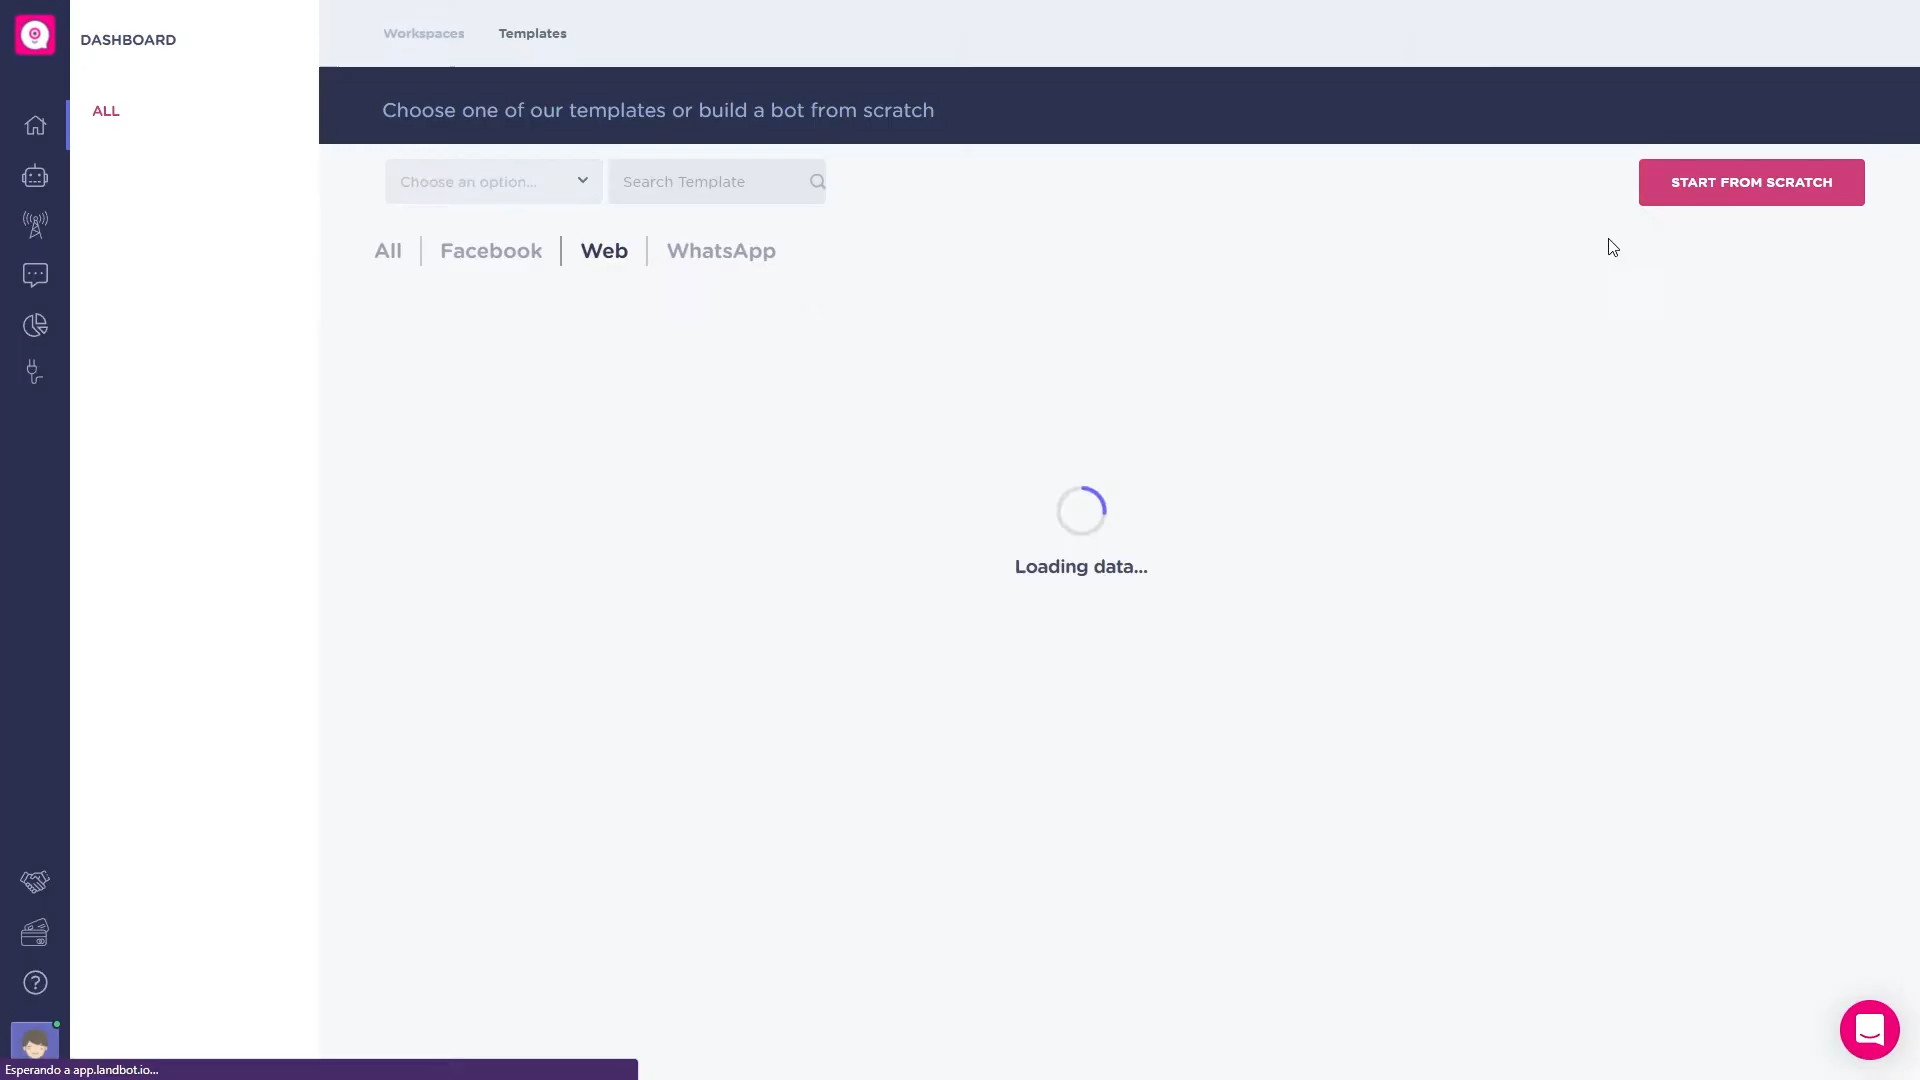 DASHBOARD
ALL
Workspaces
Templates
Choose one of our templates or build a bot from scratch
Choose an option...
Search Template
START FROM SCRATCH
All
Facebook
Web
WhatsApp
Loading data...
Esperando a app.landbot.io...